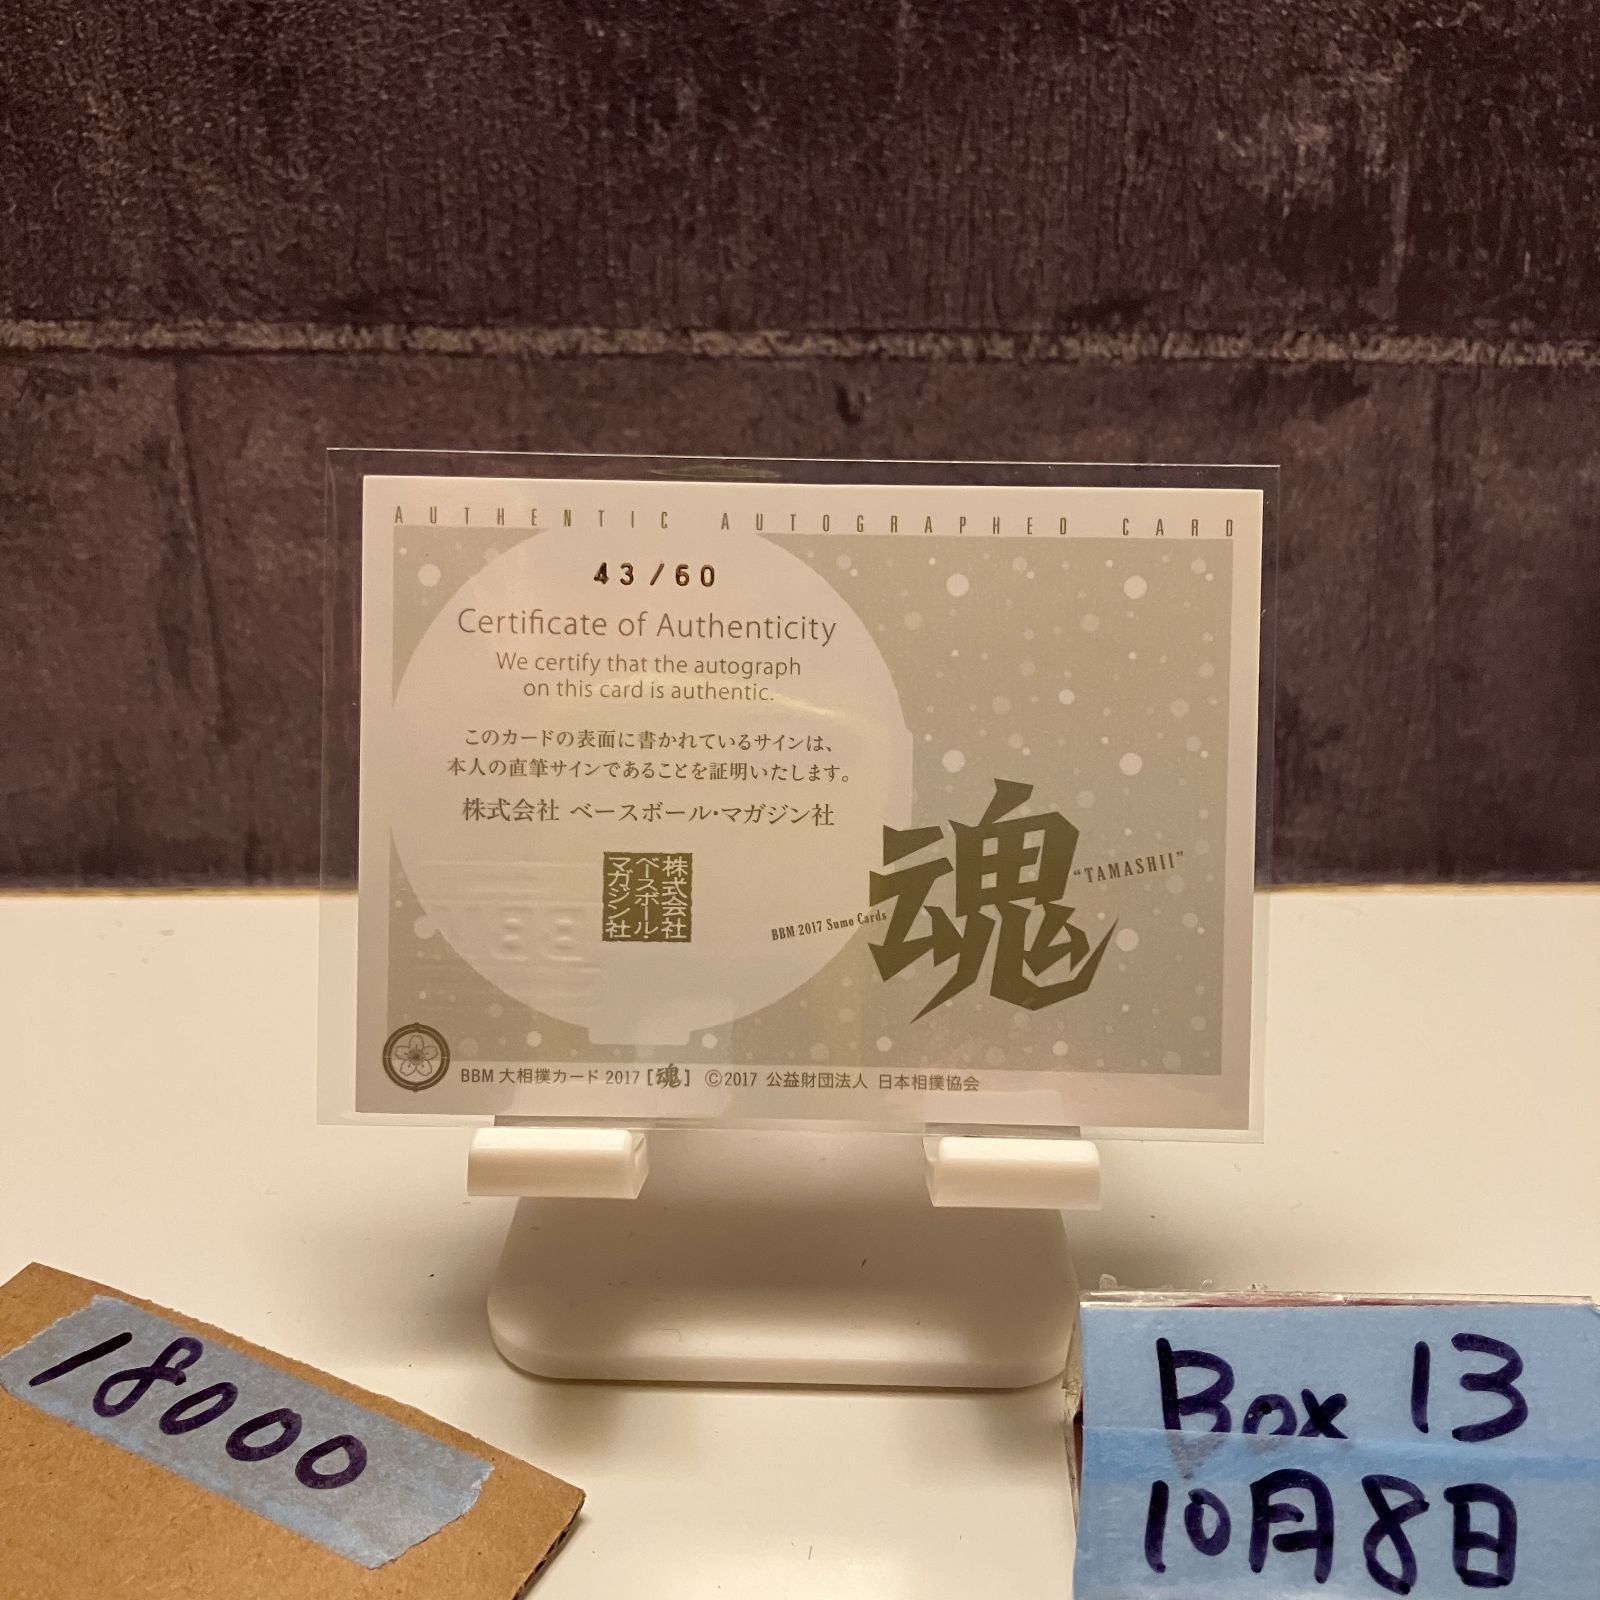 AUTHENTIC AUTOGRAPHED CARD
43/60
Certificate of Authenticity
We certify that the autograph
on this card is authentic.
このカードの表面に書かれているサインは、
本人の直筆サインであることを証明いたします。
株式会社 ベースボール・マガジン社
株式会社
ベースボール・
マガジン社
BBM 2017 Sumo Cards
魂
"TAMASHII"
BBM 大相撲カード 2017 [魂] ©2017 公益財団法人 日本相撲協会
18000
Box 13
10月8日